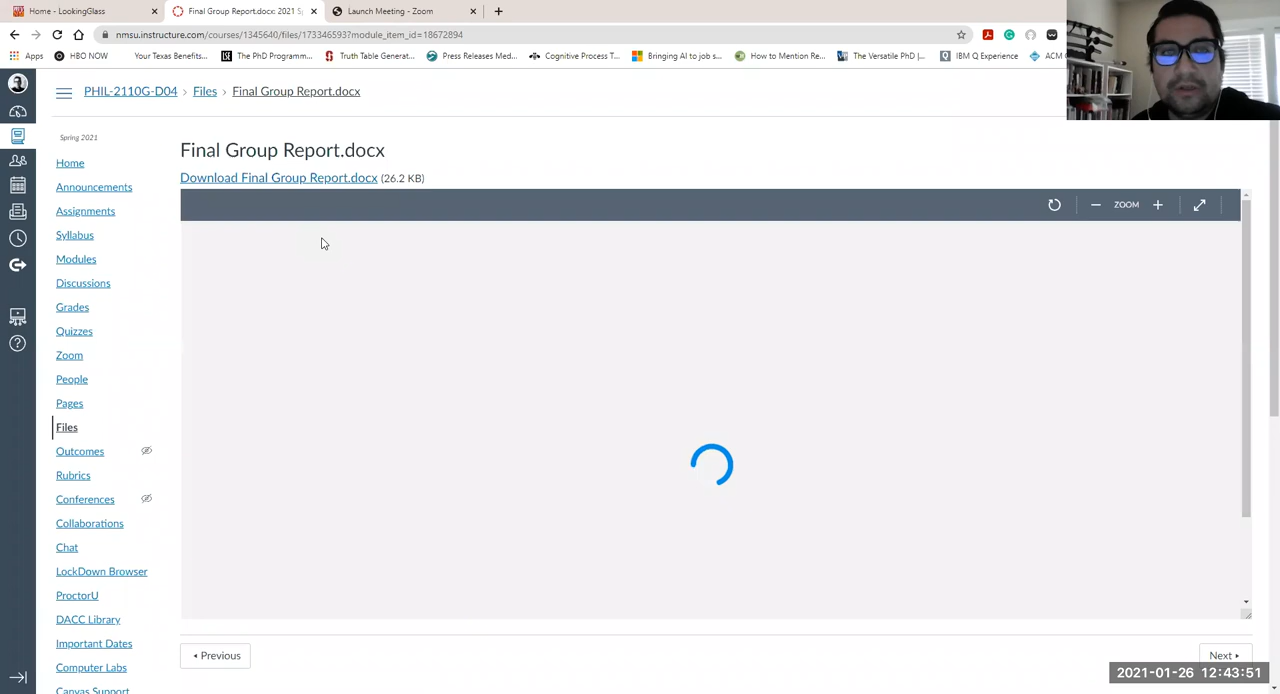 Home - LookingGlass
Final Group Report.docx: 2021 S
Launch Meeting - Zoom
nmsu.instructure.com/courses/1345640/files/173346593?module_item_id=18672894
Apps
HBO NOW
Your Texas Benefits...
The PhD Programm...
Truth Table Generat...
Press Releases Med...
Cognitive Process T...
Bringing AI to job s...
How to Mention Re...
The Versatile PhD |...
IBM Q Experience
ACM
PHIL-2110G-D04 › Files › Final Group Report.docx
Spring 2021
Home
Announcements
Assignments
Syllabus
Modules
Discussions
Grades
Quizzes
Zoom
People
Pages
Files
Outcomes
Rubrics
Conferences
Collaborations
Chat
LockDown Browser
ProctorU
DACC Library
Important Dates
Computer Labs
Canvas Support
Final Group Report.docx
Download Final Group Report.docx (26.2 KB)
ZOOM
Previous
Next
2021-01-26 12:43:51